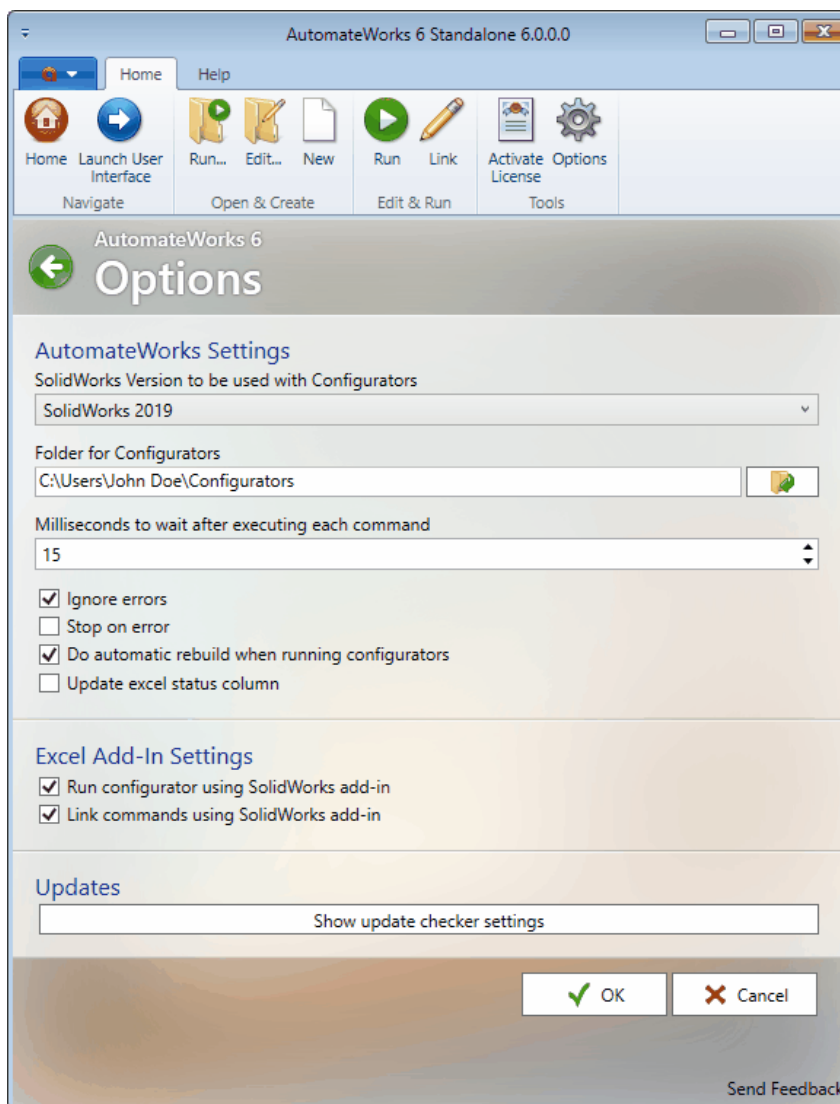 AutomateWorks 6 Standalone 6.0.0.0
Home Help
Home Launch User Interface Run... Edit... New Run Link Activate License Options
Navigate Open & Create Edit & Run Tools
AutomateWorks 6
Options
AutomateWorks Settings
SolidWorks Version to be used with Configurators
SolidWorks 2019
Folder for Configurators
C:\Users\John Doe\Configurators
Milliseconds to wait after executing each command
15
Ignore errors
Stop on error
Do automatic rebuild when running configurators
Update excel status column
Excel Add-In Settings
Run configurator using SolidWorks add-in
Link commands using SolidWorks add-in
Updates
Show update checker settings
OK Cancel
Send Feedback